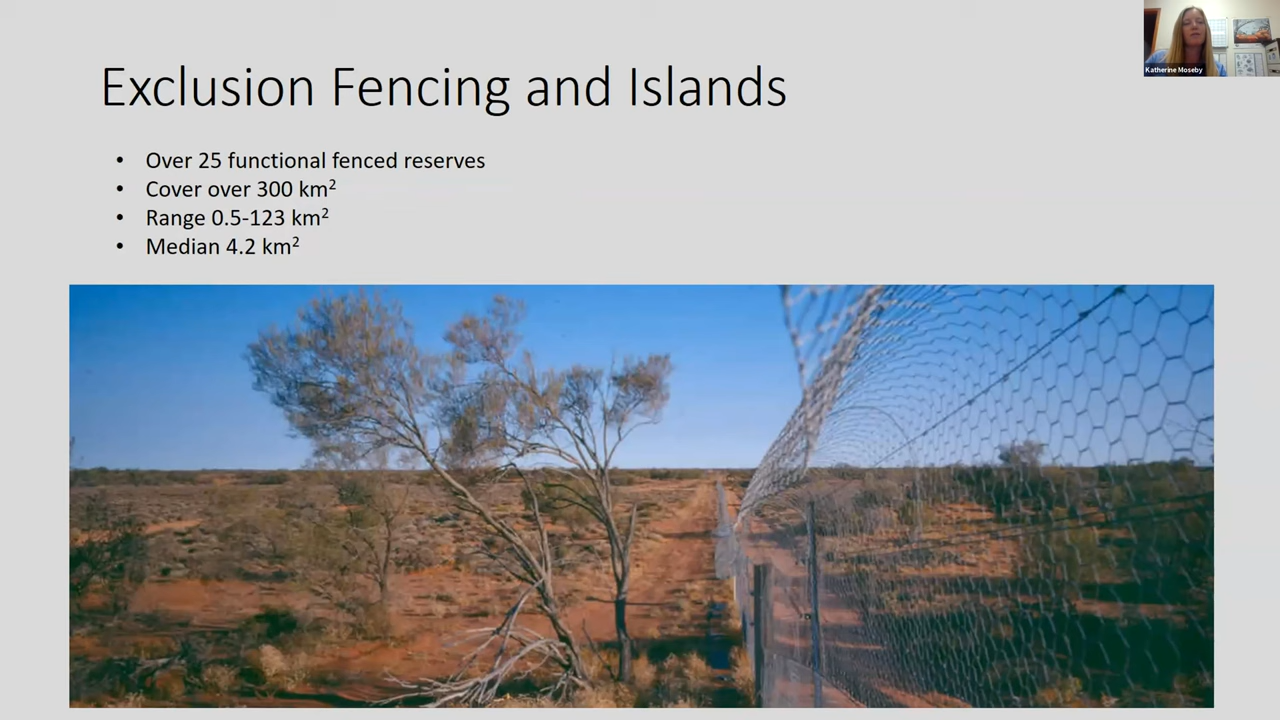 Exclusion Fencing and Islands
• Over 25 functional fenced reserves
• Cover over 300 km²
• Range 0.5-123 km²
• Median 4.2 km²
Katherine Moseby